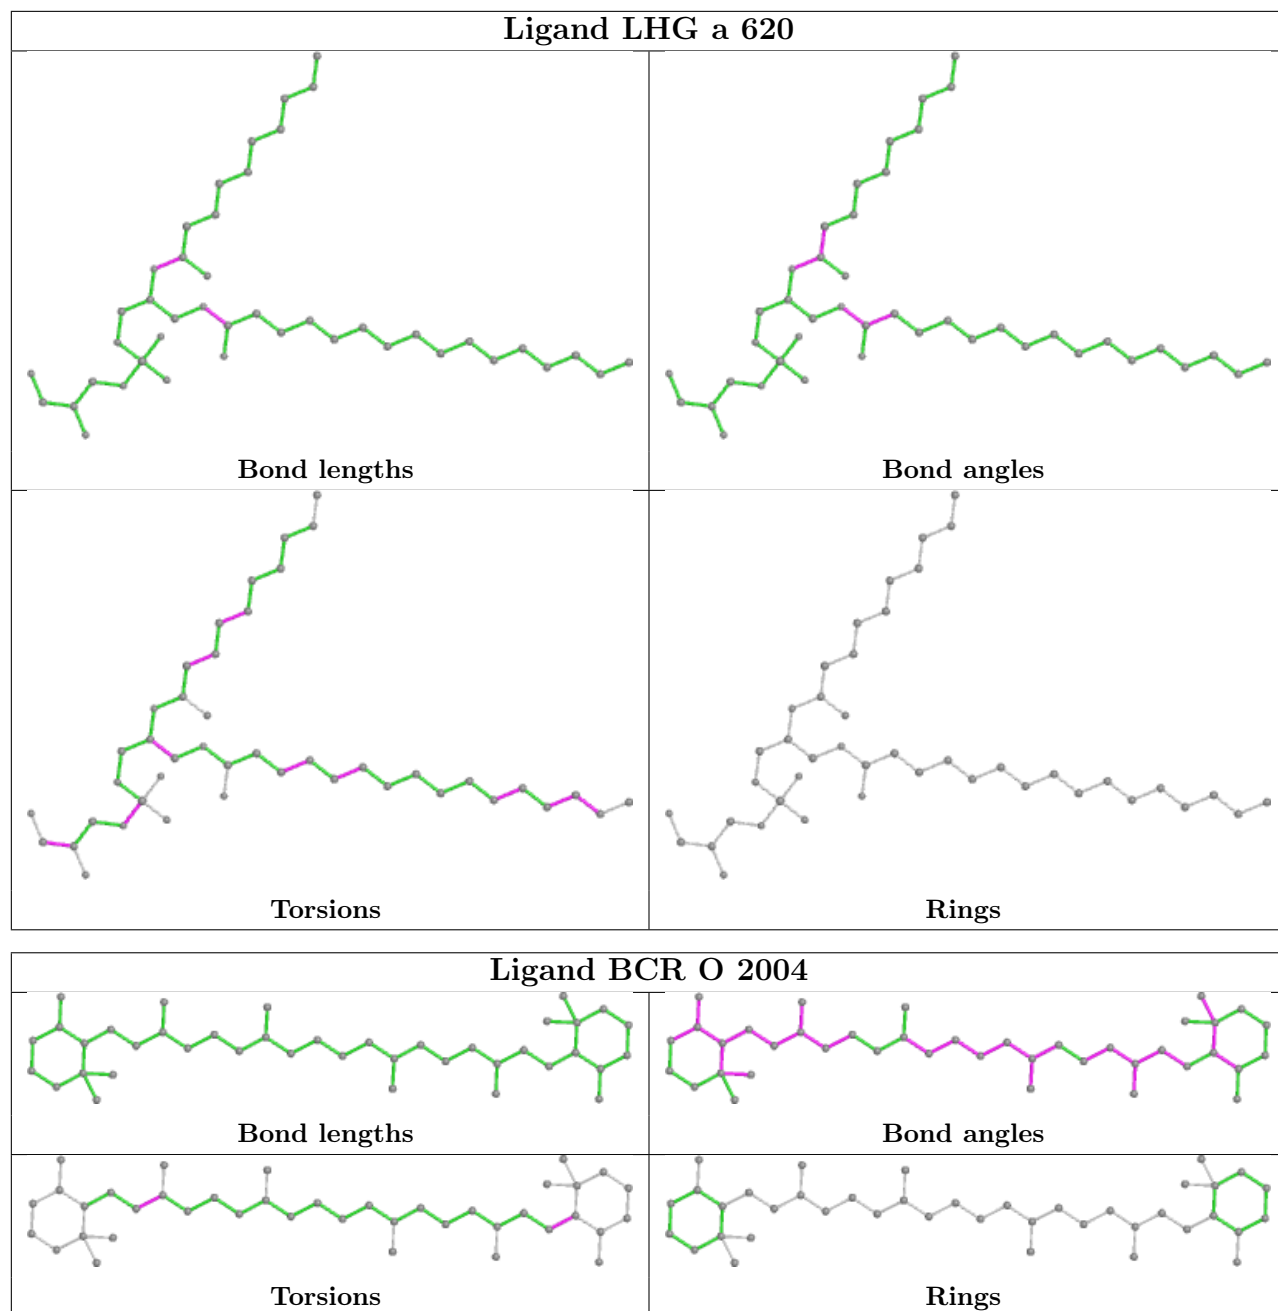 Ligand LHG a 620
Bond lengths
Bond angles
Torsions
Rings
Ligand BCR O 2004
Bond lengths
Bond angles
Torsions
Rings